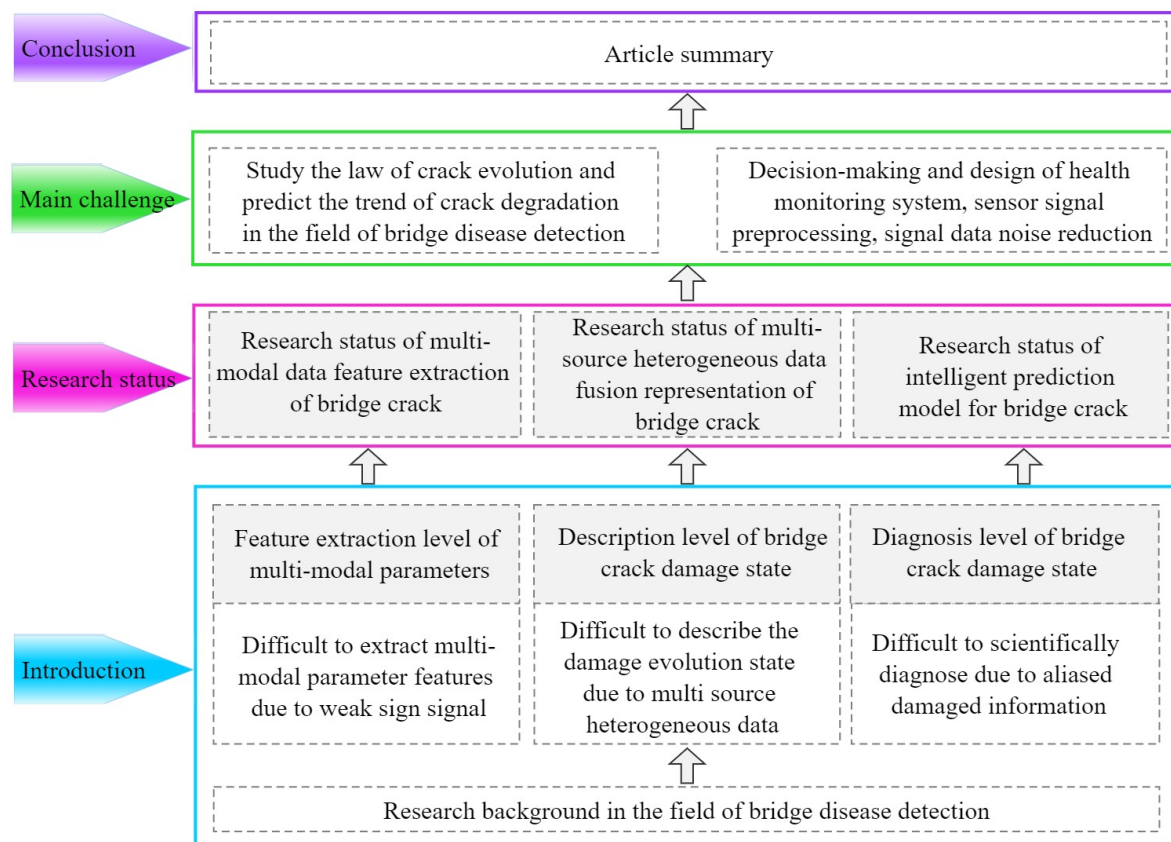 Conclusion
Article summary
Main challenge
Study the law of crack evolution and
predict the trend of crack degradation
in the field of bridge disease detection
Decision-making and design of health
monitoring system, sensor signal
preprocessing, signal data noise reduction
Research status
Research status of multi-
modal data feature extraction
of bridge crack
Research status of multi-
source heterogeneous data
fusion representation of
bridge crack
Research status of
intelligent prediction
model for bridge crack
Introduction
Feature extraction level of
multi-modal parameters
Description level of bridge
crack damage state
Diagnosis level of bridge
crack damage state
Difficult to extract multi-
modal parameter features
due to weak sign signal
Difficult to describe the
damage evolution state
due to multi source
heterogeneous data
Difficult to scientifically
diagnose due to aliased
damaged information
Research background in the field of bridge disease detection